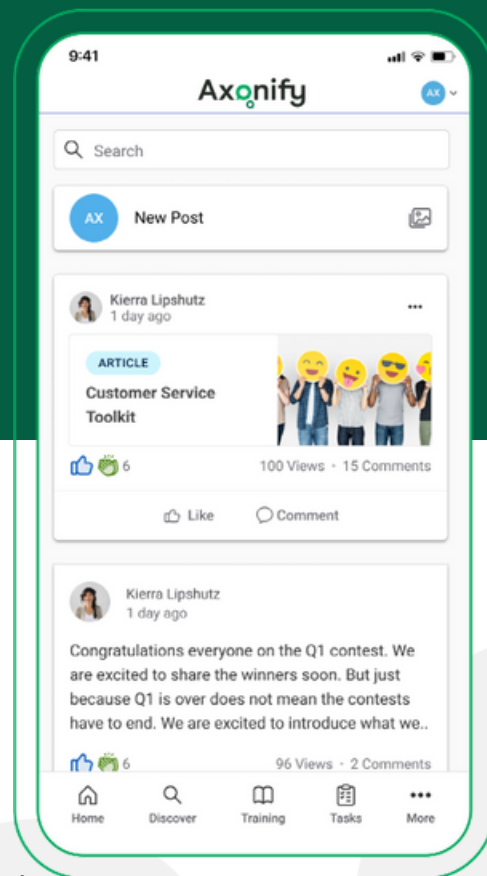 9:41
Axonify
AX
Search
AX
New Post
Kierra Lipshutz
1 day ago
ARTICLE
Customer Service
Toolkit
6
100 Views · 15 Comments
Like
Comment
Kierra Lipshutz
1 day ago
Congratulations everyone on the Q1 contest. We
are excited to share the winners soon. But just
because Q1 is over does not mean the contests
have to end. We are excited to introduce what we..
6
96 Views · 2 Comments
Home
Discover
Training
Tasks
More